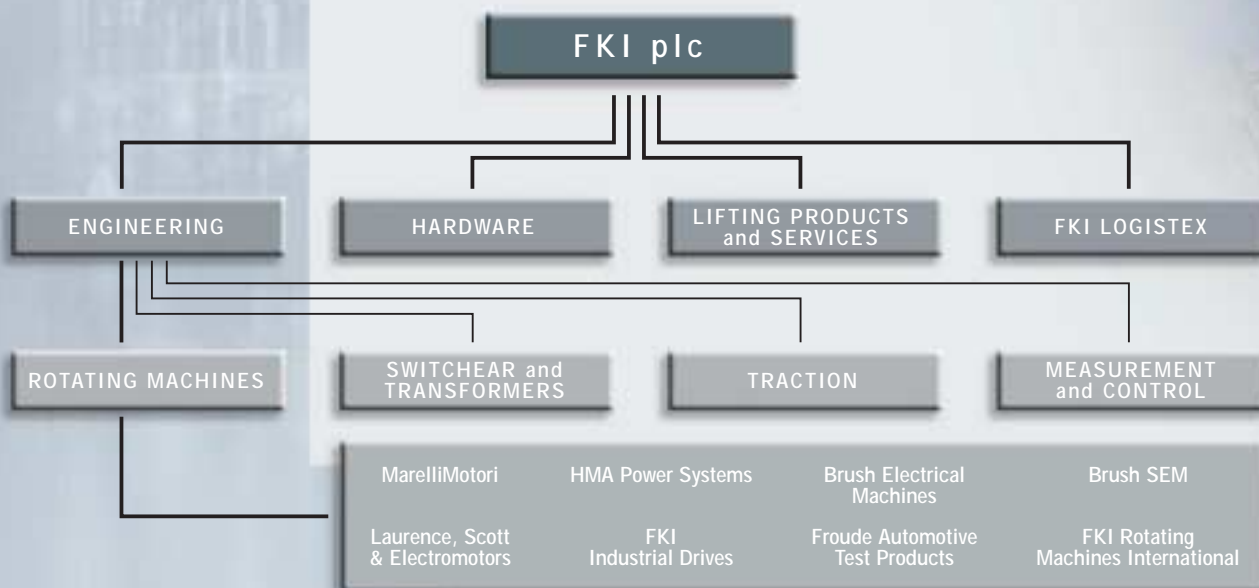 FKI plc
ENGINEERING
HARDWARE
LIFTING PRODUCTS
and SERVICES
FKI LOGISTEX
ROTATING MACHINES
SWITCHEAR and
TRANSFORMERS
TRACTION
MEASUREMENT
and CONTROL
MarelliMotori
HMA Power Systems
Brush Electrical
Machines
Brush SEM
Laurence, Scott
& Electromotors
FKI
Industrial Drives
Froude Automotive
Test Products
FKI Rotating
Machines International